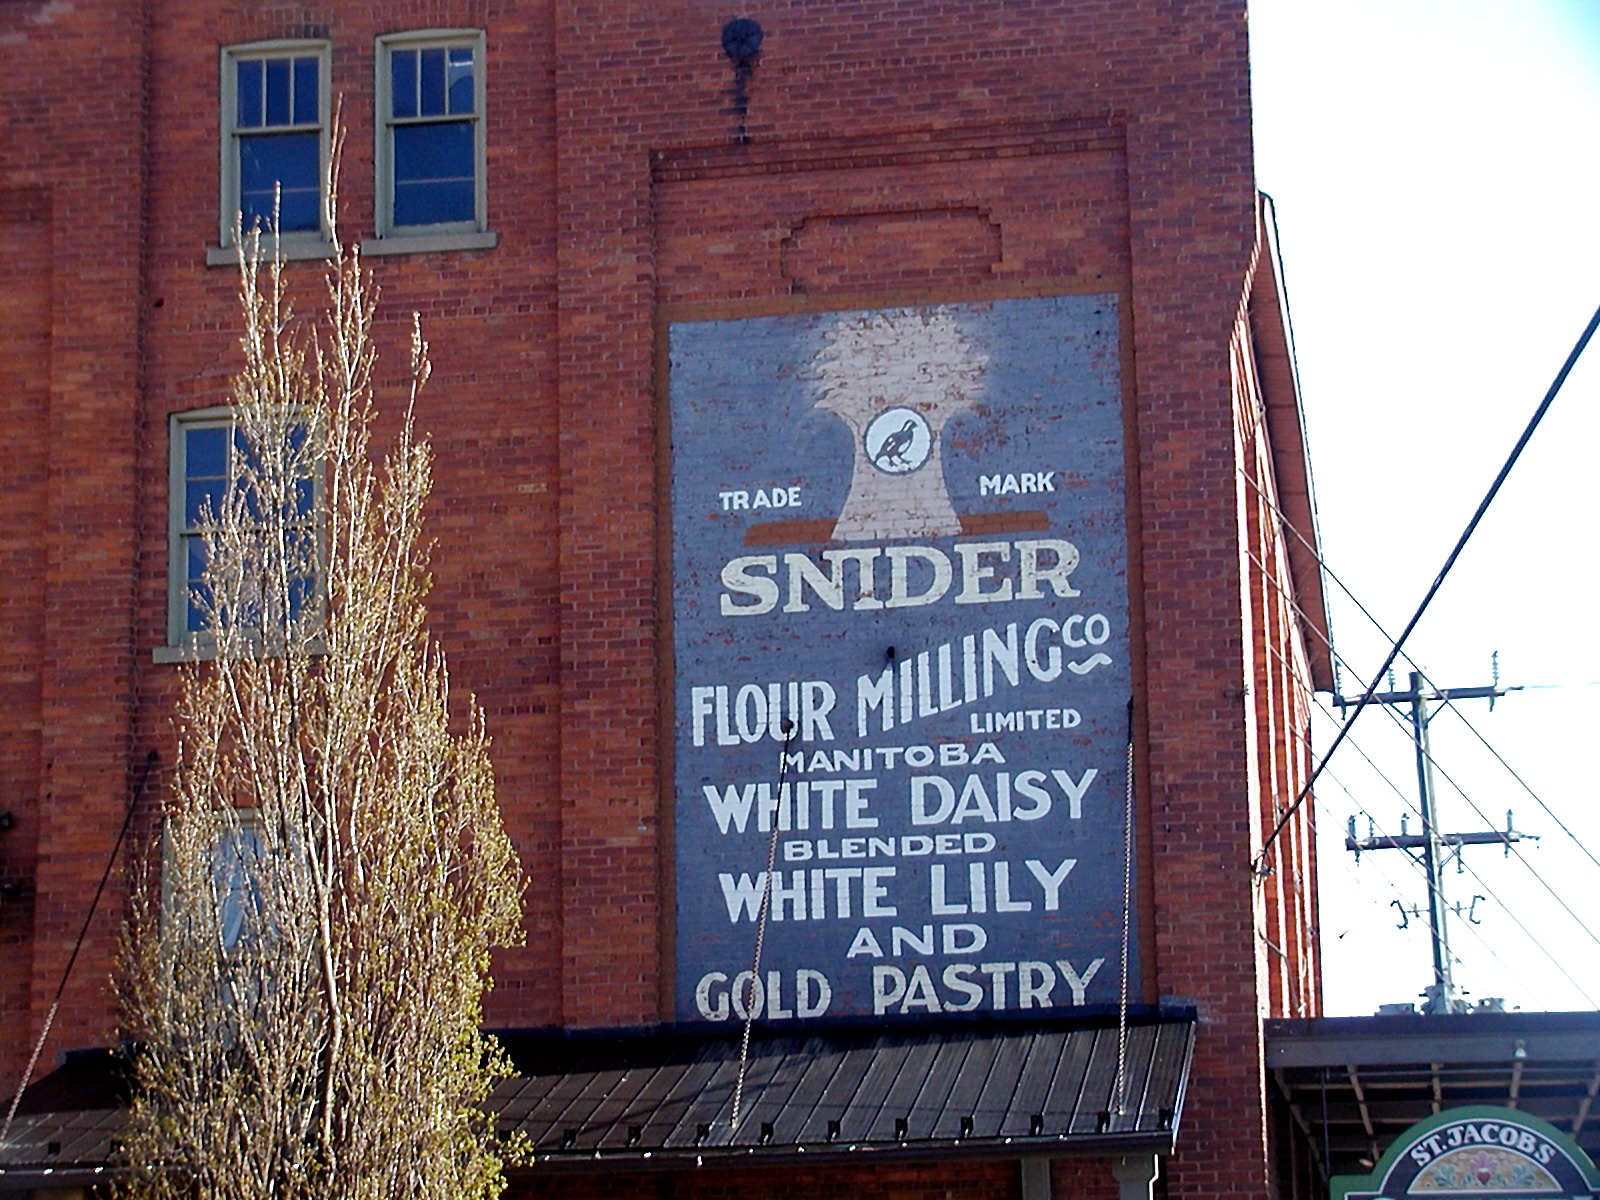 TRADE MARK
SNIDER
FLOUR MILLING CO
LIMITED
MANITOBA
WHITE DAISY
BLENDED
WHITE LILY
AND
GOLD PASTRY
ST. JACOBS